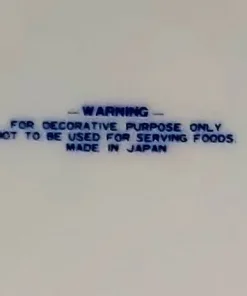 — WARNING —
FOR DECORATIVE PURPOSE ONLY
OT TO BE USED FOR SERVING FOODS.
MADE IN JAPAN